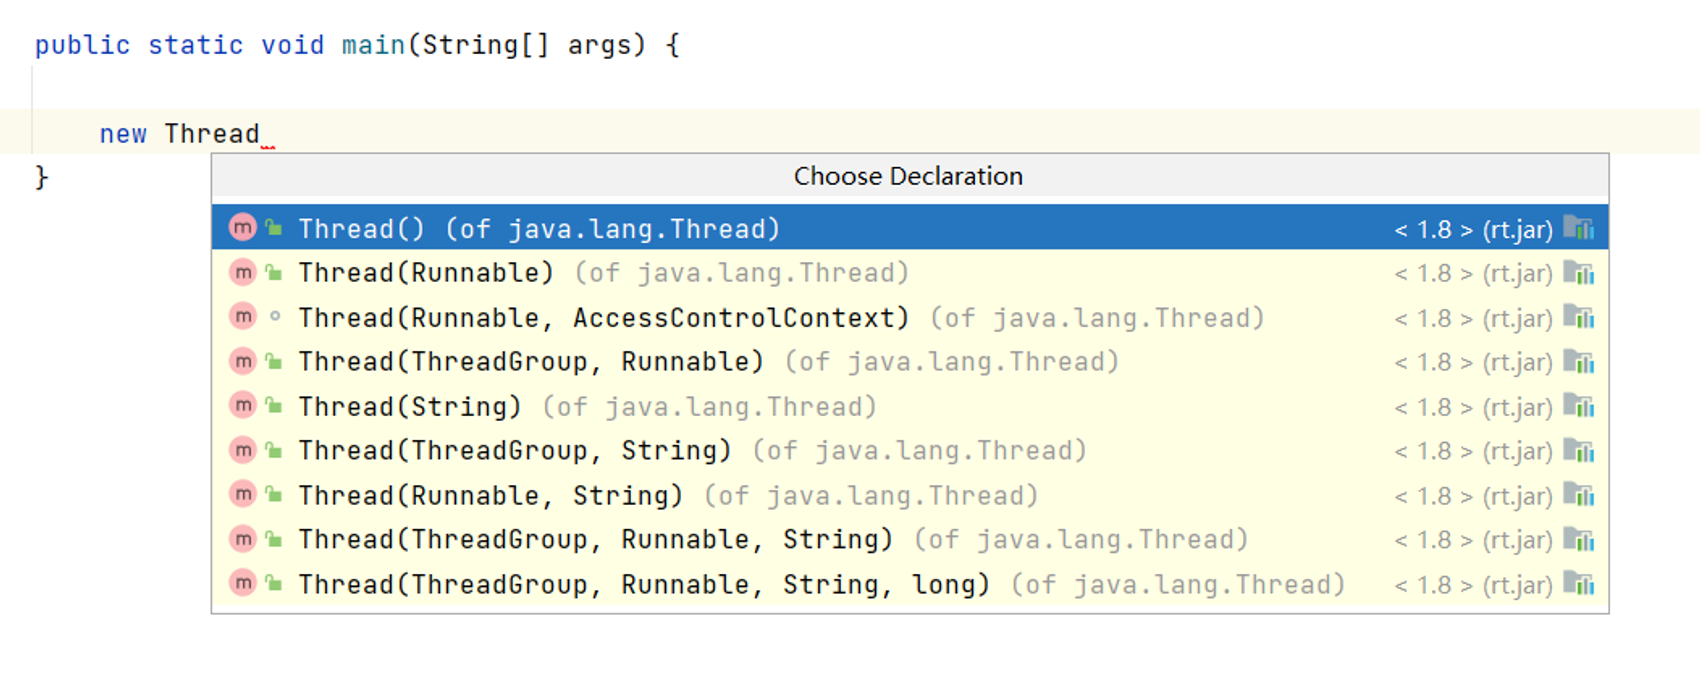 public static void main(String[] args) {
new Thread
}
Choose Declaration
m Thread() (of java.lang.Thread) < 1.8 > (rt.jar)
m Thread(Runnable) (of java.lang.Thread) < 1.8 > (rt.jar)
m Thread(Runnable, AccessControlContext) (of java.lang.Thread) < 1.8 > (rt.jar)
m Thread(ThreadGroup, Runnable) (of java.lang.Thread) < 1.8 > (rt.jar)
m Thread(String) (of java.lang.Thread) < 1.8 > (rt.jar)
m Thread(ThreadGroup, String) (of java.lang.Thread) < 1.8 > (rt.jar)
m Thread(Runnable, String) (of java.lang.Thread) < 1.8 > (rt.jar)
m Thread(ThreadGroup, Runnable, String) (of java.lang.Thread) < 1.8 > (rt.jar)
m Thread(ThreadGroup, Runnable, String, long) (of java.lang.Thread) < 1.8 > (rt.jar)